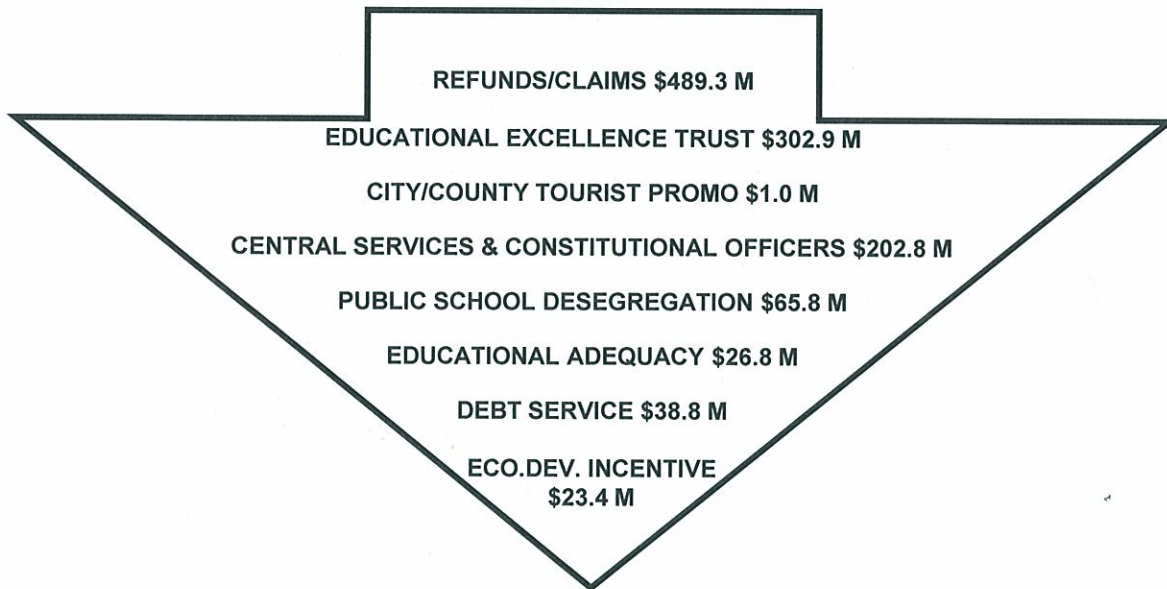 REFUNDS/CLAIMS $489.3 M
EDUCATIONAL EXCELLENCE TRUST $302.9 M
CITY/COUNTY TOURIST PROMO $1.0 M
CENTRAL SERVICES & CONSTITUTIONAL OFFICERS $202.8 M
PUBLIC SCHOOL DESEGREGATION $65.8 M
EDUCATIONAL ADEQUACY $26.8 M
DEBT SERVICE $38.8 M
ECO.DEV. INCENTIVE
$23.4 M